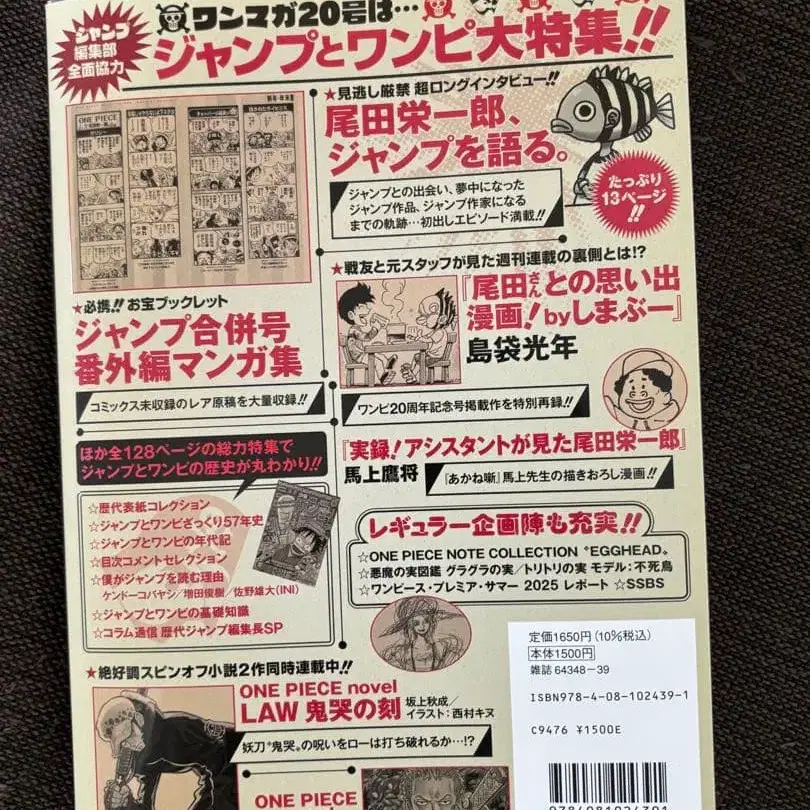 ジャンプ
編集部
全面協力
ワンマガ20号は…
ジャンプとワンピ大特集!!
ONE PIECE
★見逃し厳禁 超ロングインタビュー!!
尾田栄一郎、
ジャンプを語る。
ジャンプとの出会い、夢中になった
ジャンプ作品、ジャンプ作家になる
までの軌跡…初出しエピソード満載!!
たっぷり
13ページ
!!
★必携!! お宝ブックレット
ジャンプ合併号
番外編マンガ集
コミックス未収録のレア原稿を大量収録!!
★戦友と元スタッフが見た週刊連載の裏側とは!?
『尾田さんとの思い出
漫画!byしまぶー』
島袋光年
ワンピ20周年記念号掲載作を特別再録!!
『実録!アシスタントが見た尾田栄一郎』
馬上鷹将
『あかね噺』馬上先生の描きおろし漫画!!
ほか全128ページの総力特集で
ジャンプとワンピの歴史が丸わかり!!
☆歴代表紙コレクション
☆ジャンプとワンピざっくり57年史
☆ジャンプとワンピの年代記
☆目次コメントセレクション
☆僕がジャンプを読む理由
ケンドーコバヤシ/増田俊樹/佐野雄大(INI)
☆ジャンプとワンピの基礎知識
☆コラム通信 歴代ジャンプ編集長SP
レギュラー企画陣も充実!!
☆ONE PIECE NOTE COLLECTION “EGGHEAD”
☆悪魔の実図鑑 グラグラの実/トリトリの実 モデル:不死鳥
☆ワンピース・プレミア・サマー 2025 レポート ☆SSBS
★絶好調スピンオフ小説2作同時連載中!!
ONE PIECE novel
LAW 鬼哭の刻
坂上秋成/
イラスト:西村キヌ
妖刀“鬼哭”の呪いをローは打ち破れるか…!?
ONE PIECE
定価1650円(10%税込)
本体1500円
雑誌 64348-39
ISBN978-4-08-102439-1
C9476 ¥1500E
9784081024391